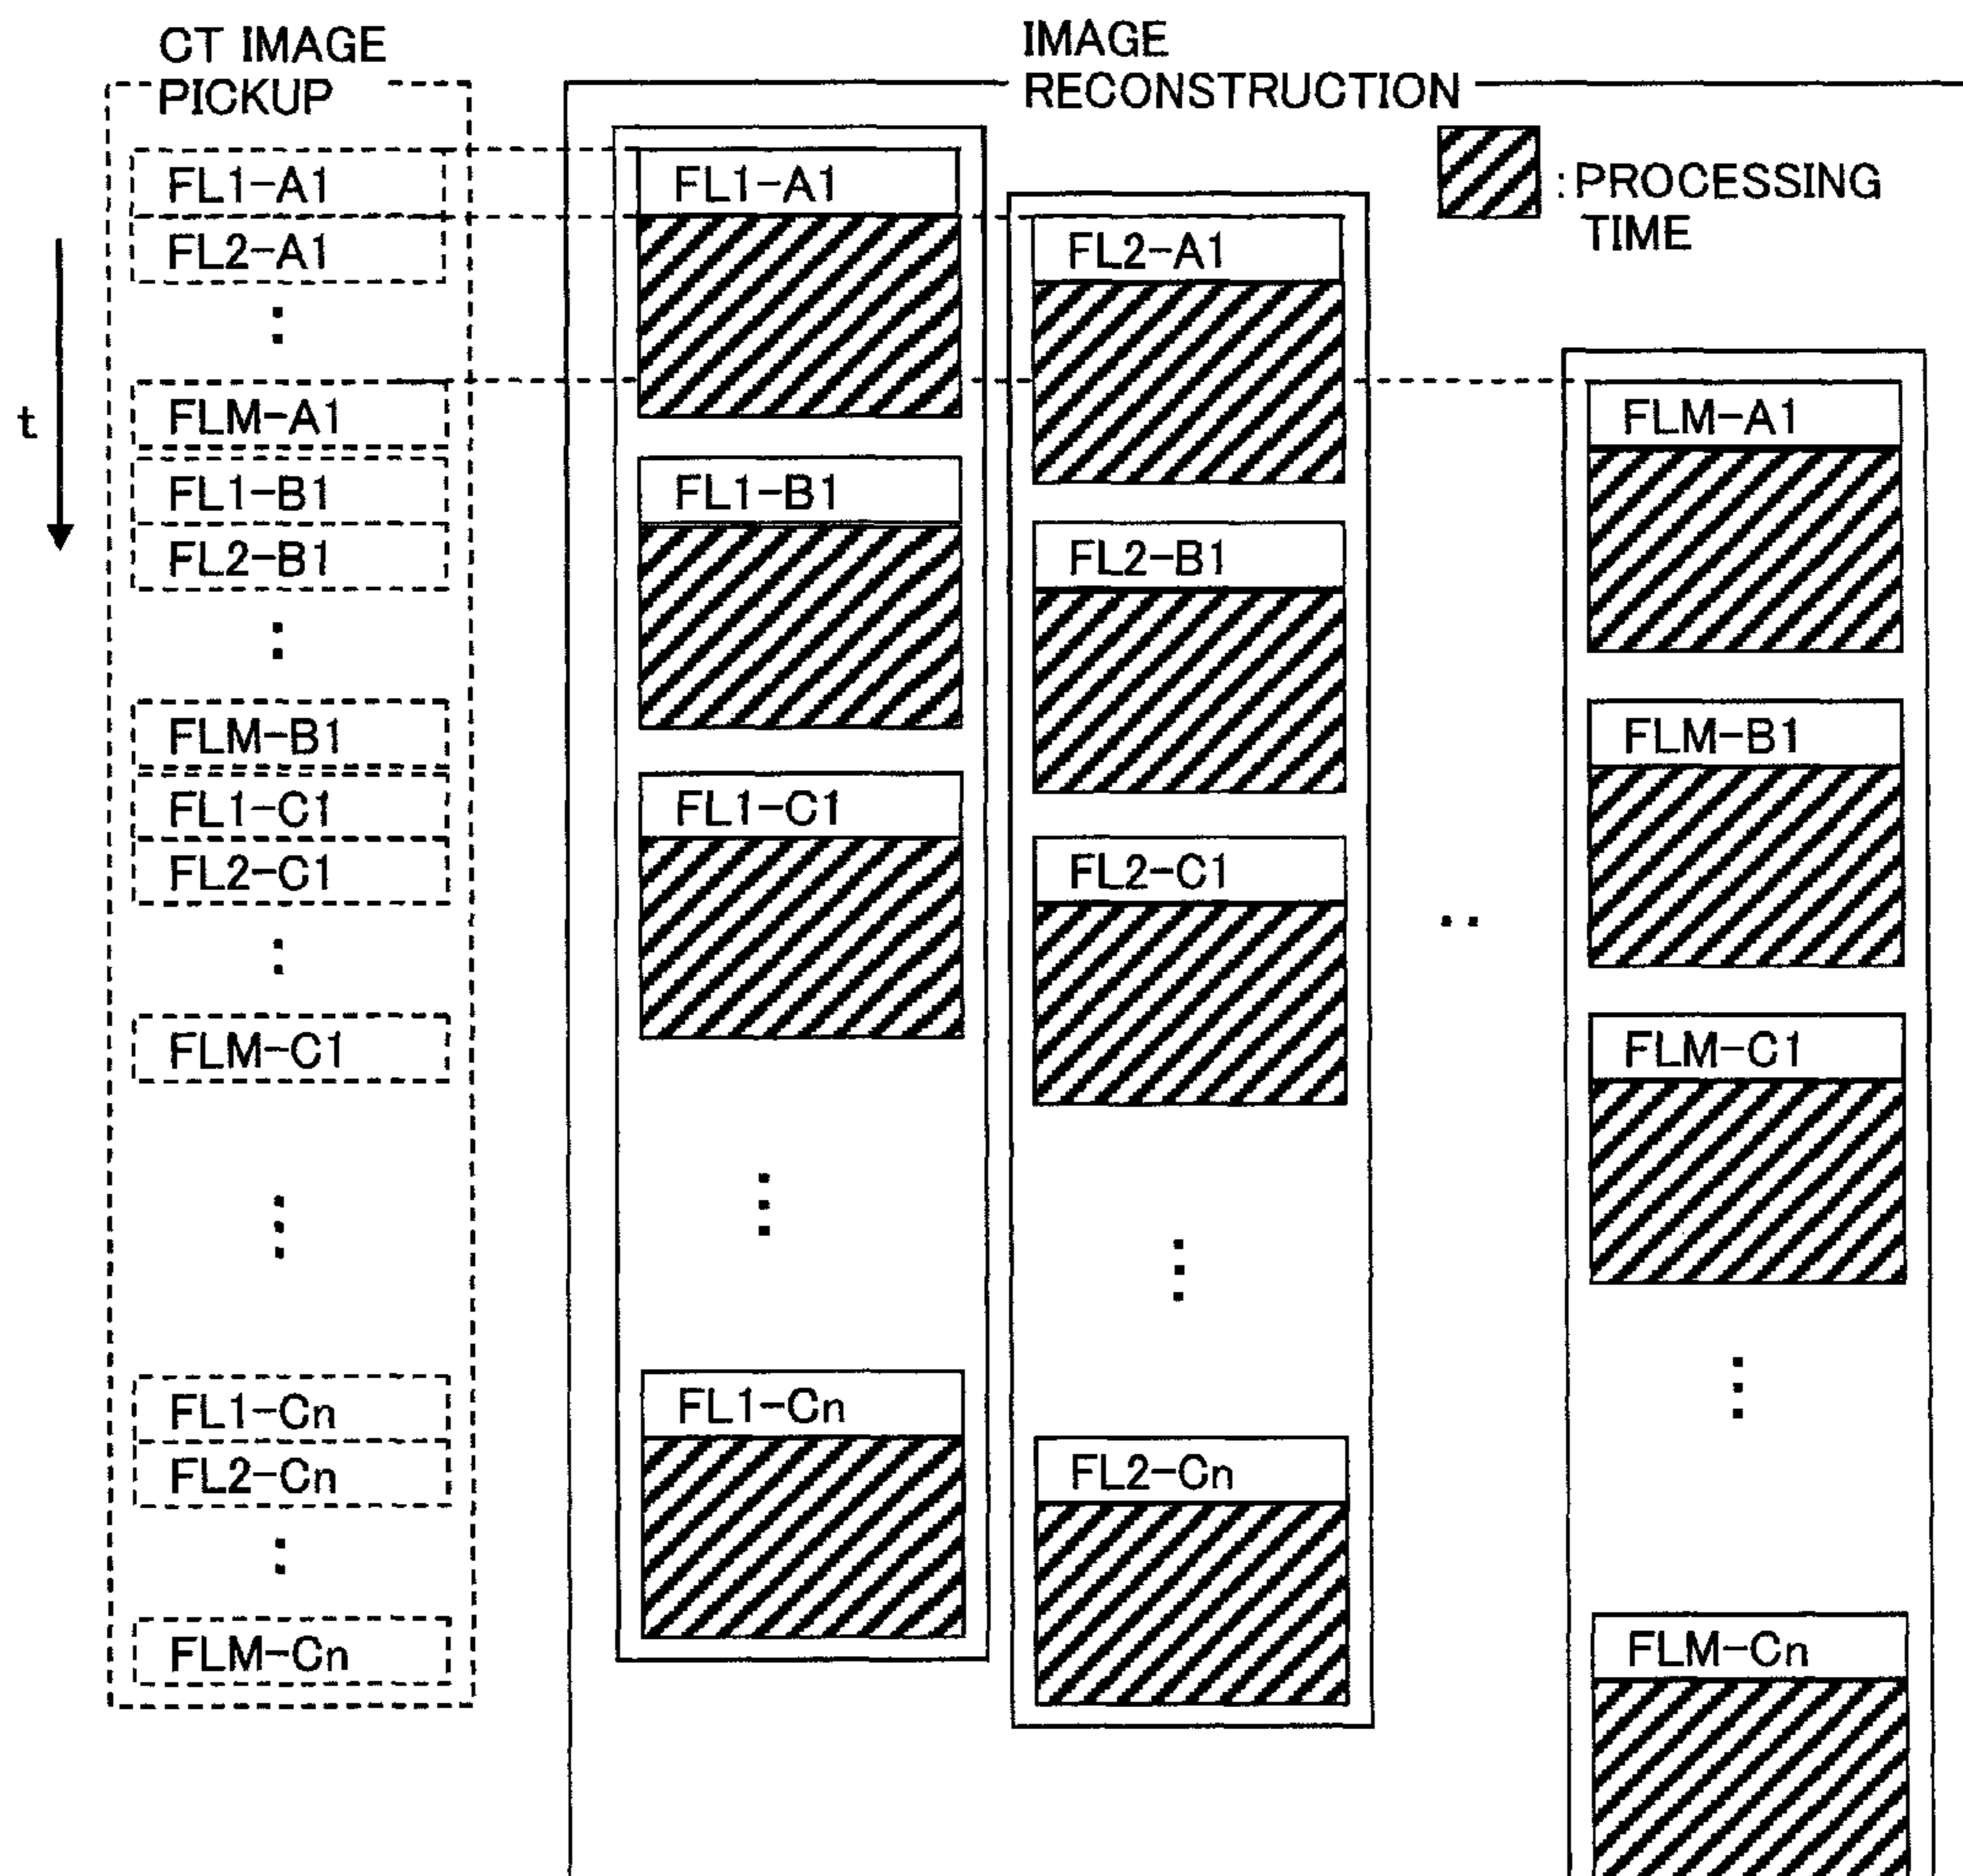 CT IMAGE
PICKUP
IMAGE
RECONSTRUCTION
: PROCESSING
TIME
t
FL1-A1
FL2-A1
:
FLM-A1
FL1-B1
FL2-B1
:
FLM-B1
FL1-C1
FL2-C1
:
FLM-C1
⋮
FL1-Cn
FL2-Cn
:
FLM-Cn
FL1-A1
FL1-B1
FL1-C1
⋮
FL1-Cn
FL2-A1
FL2-B1
FL2-C1
⋮
FL2-Cn
..
FLM-A1
FLM-B1
FLM-C1
⋮
FLM-Cn